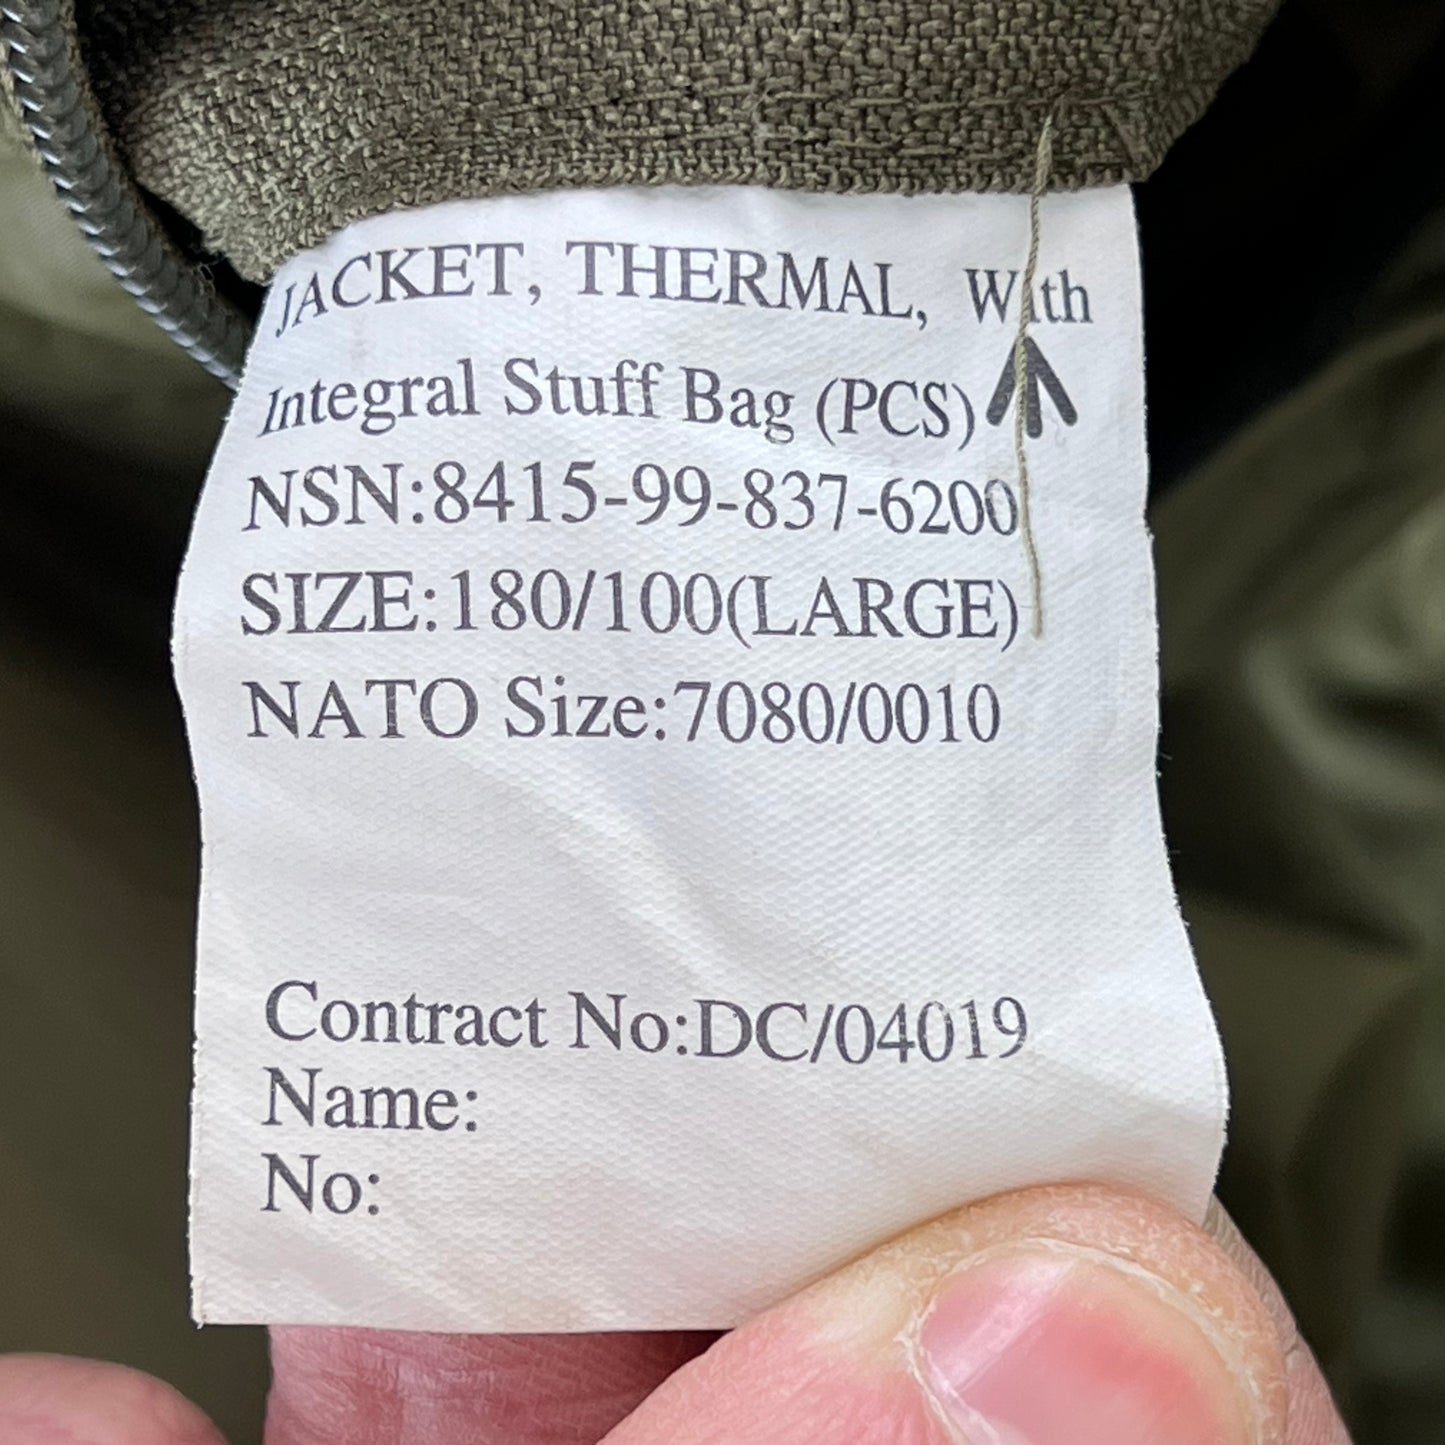 JACKET, THERMAL, With
Integral Stuff Bag (PCS)
NSN:8415-99-837-6200
SIZE:180/100(LARGE)
NATO Size:7080/0010
Contract No:DC/04019
Name:
No: